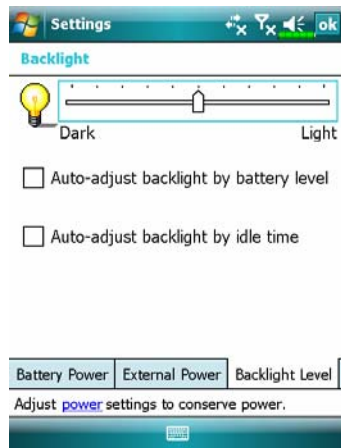 Settings
ok
Backlight
Dark Light
Auto-adjust backlight by battery level
Auto-adjust backlight by idle time
Battery Power External Power Backlight Level
Adjust power settings to conserve power.